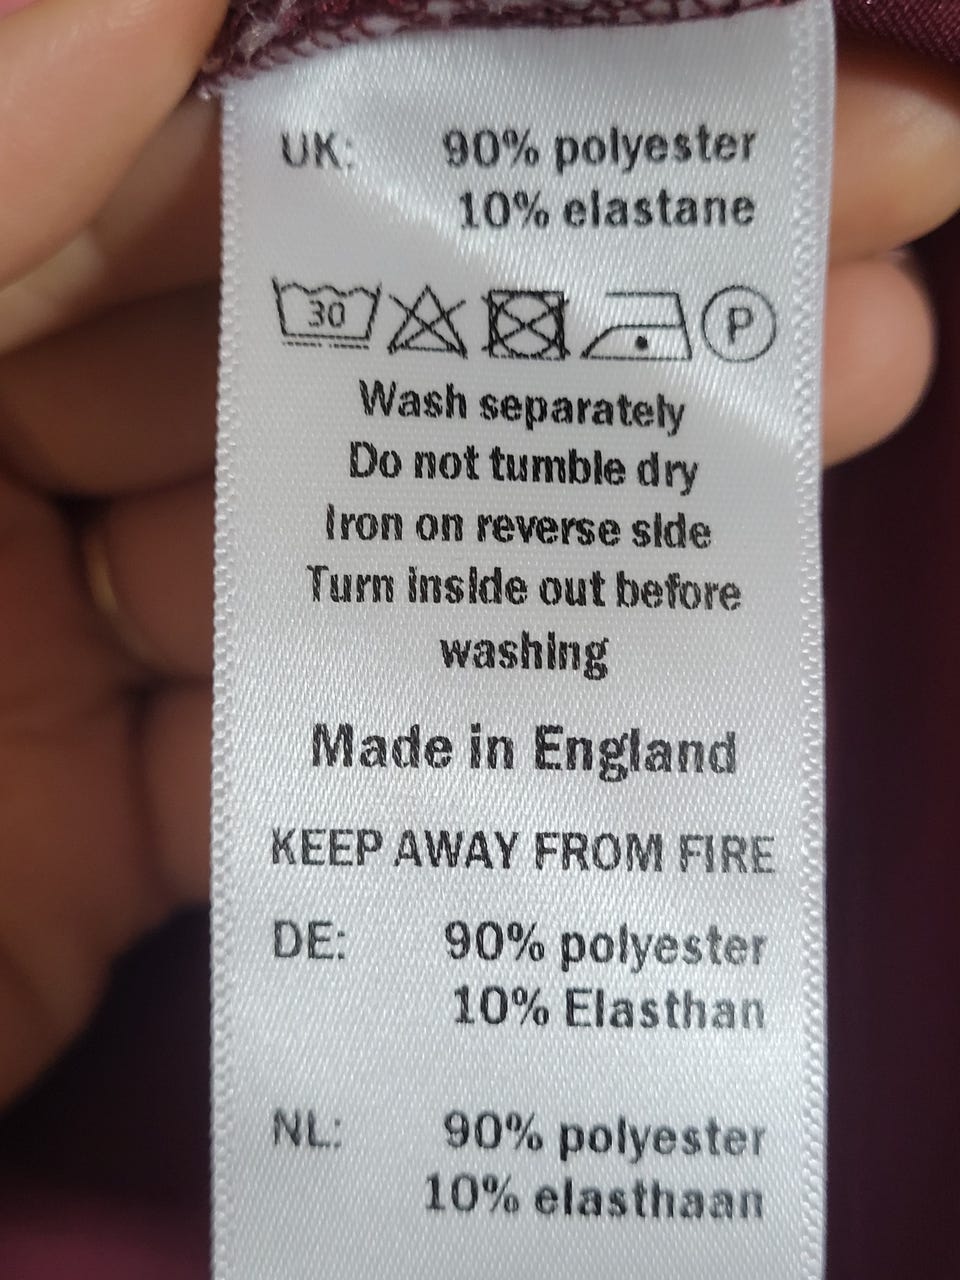 UK: 90% polyester
10% elastane
30 P
Wash separately
Do not tumble dry
Iron on reverse side
Turn inside out before
washing
Made in England
KEEP AWAY FROM FIRE
DE: 90% polyester
10% Elasthan
NL: 90% polyester
10% elasthaan